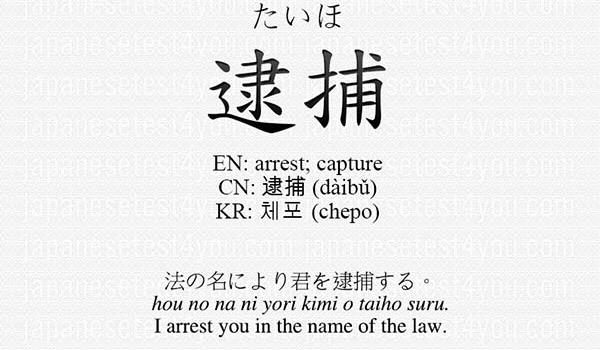 たいほ
逮捕
EN: arrest; capture
CN: 逮捕 (dàibǔ)
KR: 체포 (chepo)
法の名により君を逮捕する。
hou no na ni yori kimi o taiho suru.
I arrest you in the name of the law.
japanesetest4you.com